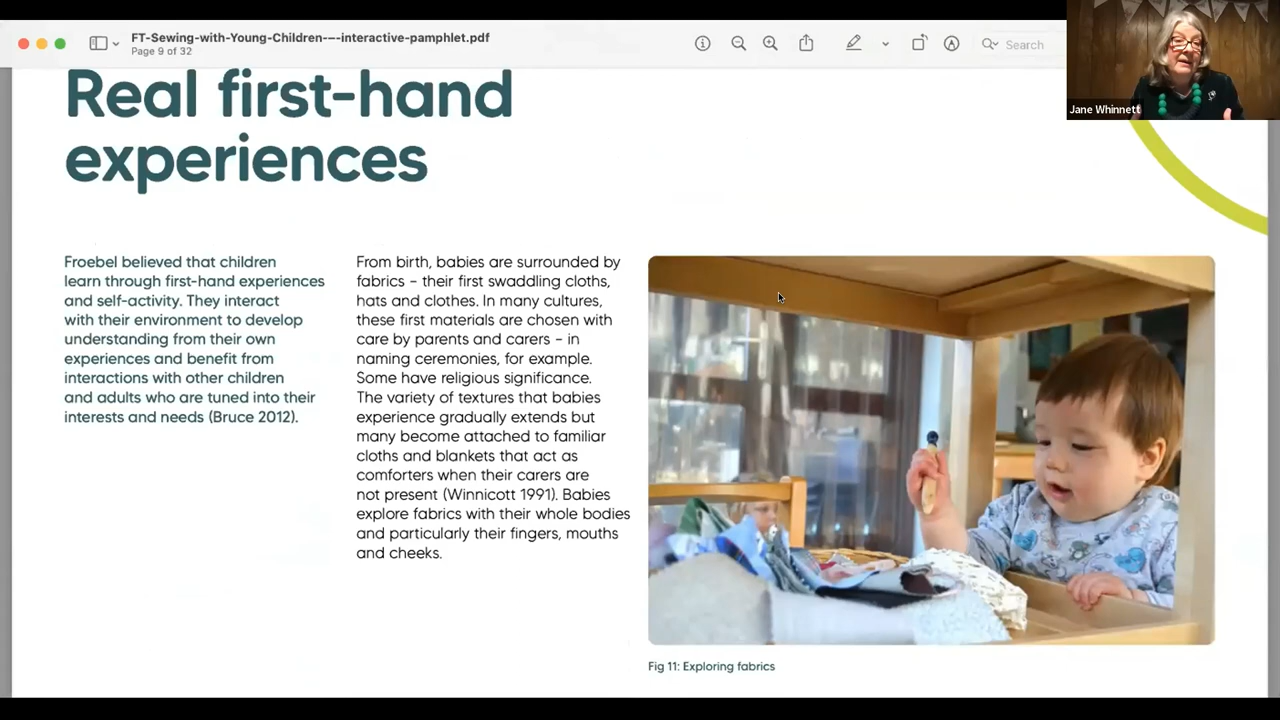 FT-Sewing-with-Young-Children----interactive-pamphlet.pdf
Page 9 of 32
Search
Jane Whinnett
Real first-hand
experiences
Froebel believed that children
learn through first-hand experiences
and self-activity. They interact
with their environment to develop
understanding from their own
experiences and benefit from
interactions with other children
and adults who are tuned into their
interests and needs (Bruce 2012).
From birth, babies are surrounded by
fabrics – their first swaddling cloths,
hats and clothes. In many cultures,
these first materials are chosen with
care by parents and carers – in
naming ceremonies, for example.
Some have religious significance.
The variety of textures that babies
experience gradually extends but
many become attached to familiar
cloths and blankets that act as
comforters when their carers are
not present (Winnicott 1991). Babies
explore fabrics with their whole bodies
and particularly their fingers, mouths
and cheeks.
Fig 11: Exploring fabrics